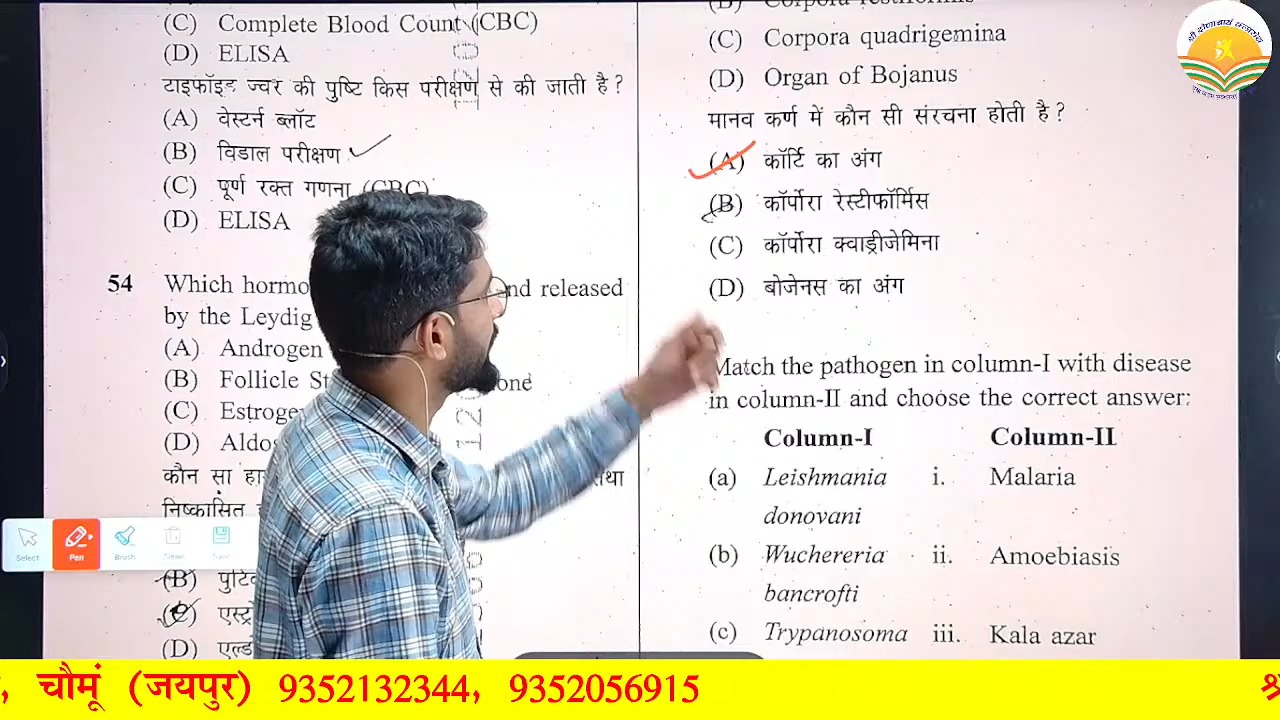 (C) Complete Blood Count (CBC)
(D) ELISA
टाइफॉइड ज्वर की पुष्टि किस परीक्षण से की जाती है ?
(A) वेस्टर्न ब्लॉट
(B) विडाल परीक्षण
(C) पूर्ण रक्त गणना (CBC)
(D) ELISA
54 Which hormo nd released
by the Leydig
(A) Androgen
(B) Follicle St one
(C) Estroge
(D) Aldo
कौन सा हा तथा
निष्कासित
(B) पुटि
(C) एस्ट्र
(D) एल्ड
(C) Corpora quadrigemina
(D) Organ of Bojanus
मानव कर्ण में कौन सी संरचना होती है ?
(A) कॉर्टि का अंग
(B) कॉर्पोरा रेस्टीफॉर्मिस
(C) कॉर्पोरा क्वाड्रीजेमिना
(D) बोजेनस का अंग
Match the pathogen in column-I with disease
in column-II and choose the correct answer:
Column-I Column-II
(a) Leishmania i. Malaria
donovani
(b) Wuchereria ii. Amoebiasis
bancrofti
(c) Trypanosoma iii. Kala azar
Select Pen Brush Clean Save
श्री द्रोणाचार्य
, चौमूं (जयपुर) 9352132344, 9352056915 श्र